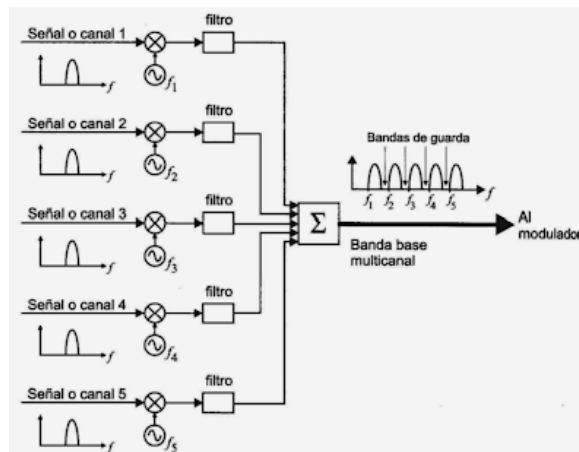 filtro
Señal o canal 1
f
f1
filtro
Señal o canal 2
f
f2
filtro
Señal o canal 3
f
f3
filtro
Señal o canal 4
f
f4
filtro
Señal o canal 5
f
f5
Σ
Bandas de guarda
f1 f2 f3 f4 f5 f
Banda base
multicanal
Al
modulador